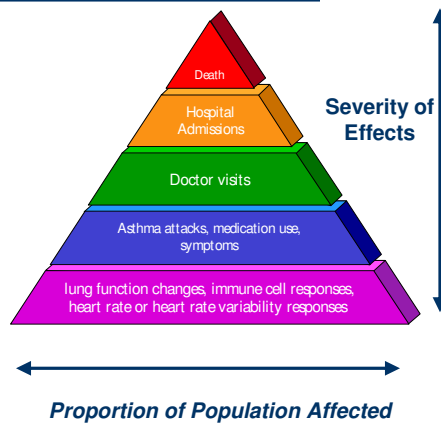 Death
Hospital
Admissions
Severity of
Effects
Doctor visits
Asthma attacks, medication use,
symptoms
lung function changes, immune cell responses,
heart rate or heart rate variability responses
Proportion of Population Affected